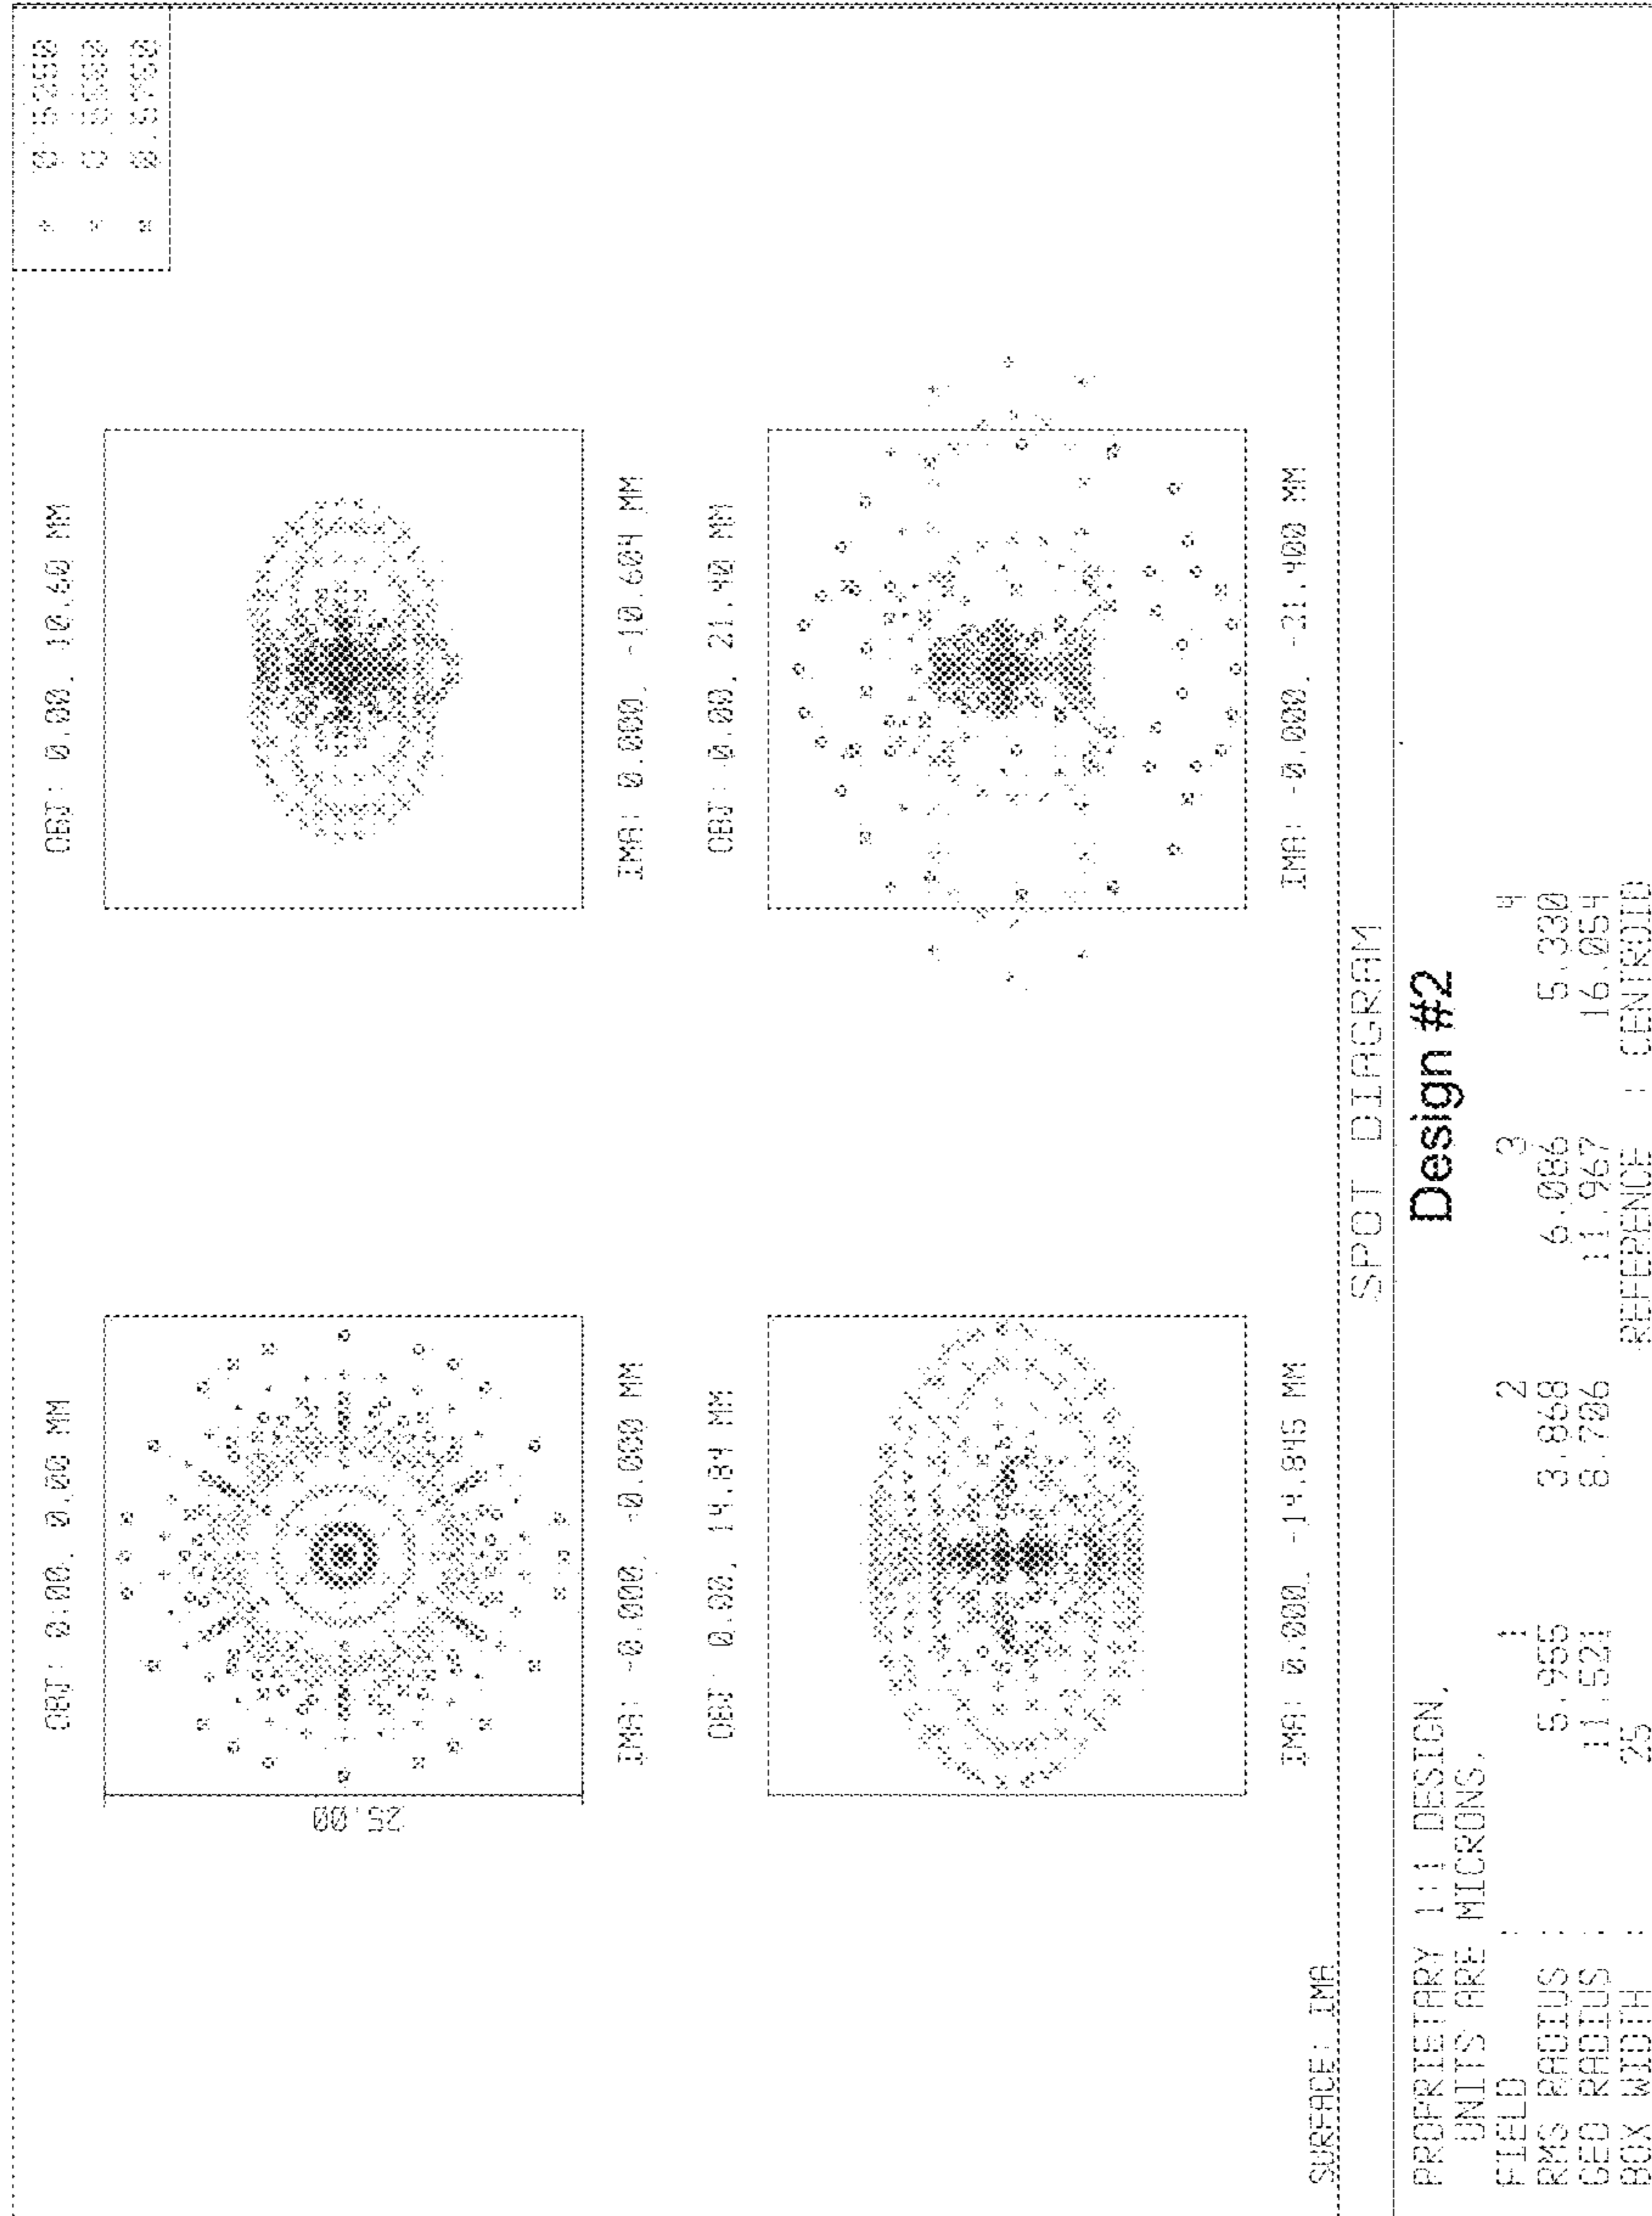 + 0.5200
× 0.5500
0.5700
OBJ: 0.00, 0.00 MM
OBJ: 0.00, 10.60 MM
25.00
IMA: -0.000, -0.000 MM
IMA: 0.000, -10.604 MM
OBJ: 0.00, 14.84 MM
OBJ: 0.00, 21.40 MM
IMA: 0.000, -14.845 MM
IMA: -0.000, -21.400 MM
SURFACE: IMA
SPOT DIAGRAM
Design #2
PROPRIETARY 1:1 DESIGN,
UNITS ARE MICRONS.
FIELD : 1 2 3 4
RMS RADIUS : 5.955 3.868 6.086 5.330
GEO RADIUS : 11.521 8.706 11.967 16.054
BOX WIDTH : 25 REFERENCE : CENTROID